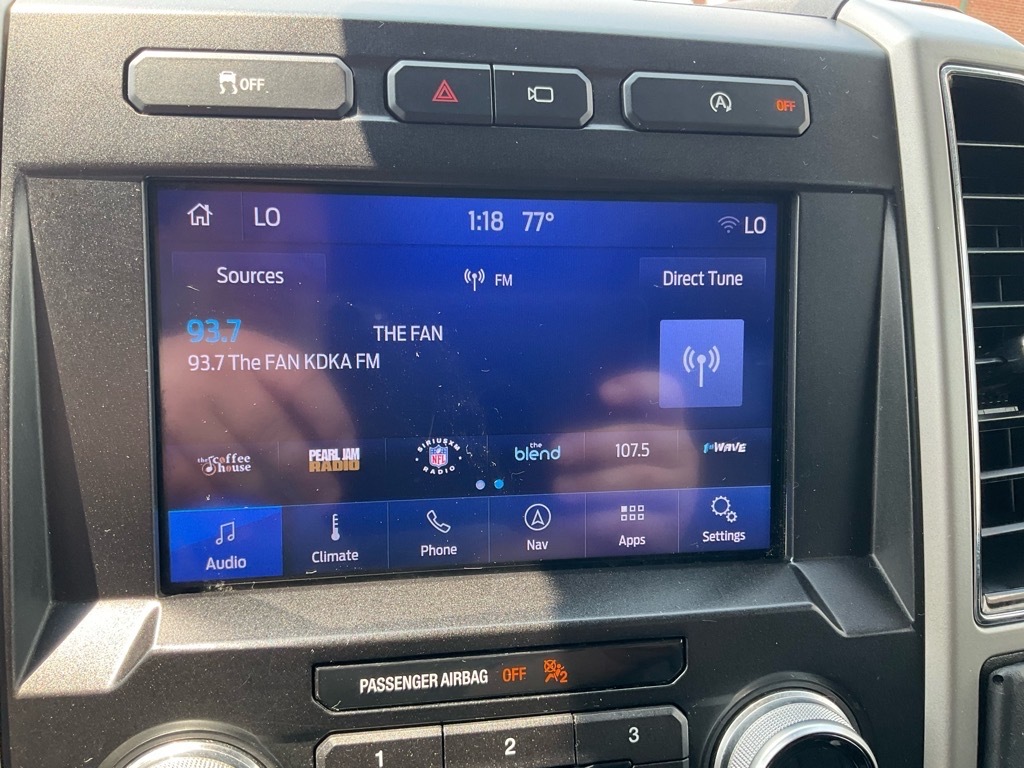 OFF
A OFF
LO 1:18 77° LO
Sources FM Direct Tune
93.7 THE FAN
93.7 The FAN KDKA FM
the coffee house
PEARL JAM RADIO
SIRIUSXM NFL RADIO
the blend
107.5
1st WAVE
Audio Climate Phone Nav Apps Settings
PASSENGER AIRBAG OFF 2
1 2 3